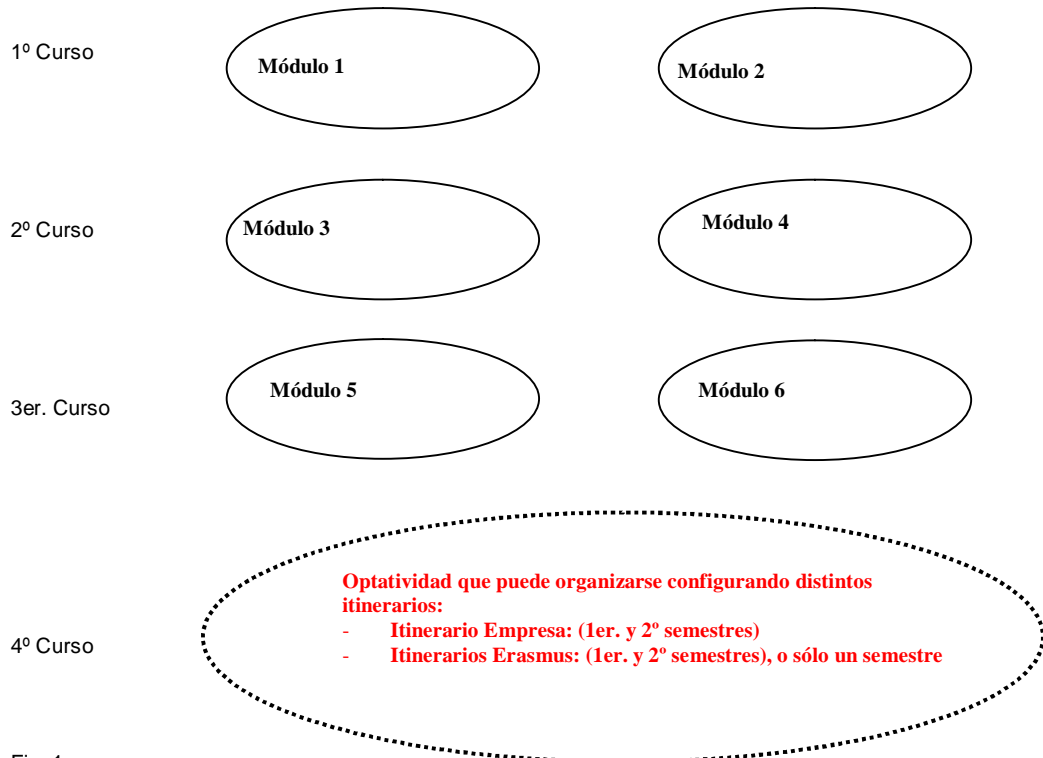 1º Curso
Módulo 1
Módulo 2
2º Curso
Módulo 3
Módulo 4
3er. Curso
Módulo 5
Módulo 6
Optatividad que puede organizarse configurando distintos
itinerarios:
- Itinerario Empresa: (1er. y 2º semestres)
- Itinerarios Erasmus: (1er. y 2º semestres), o sólo un semestre
4º Curso